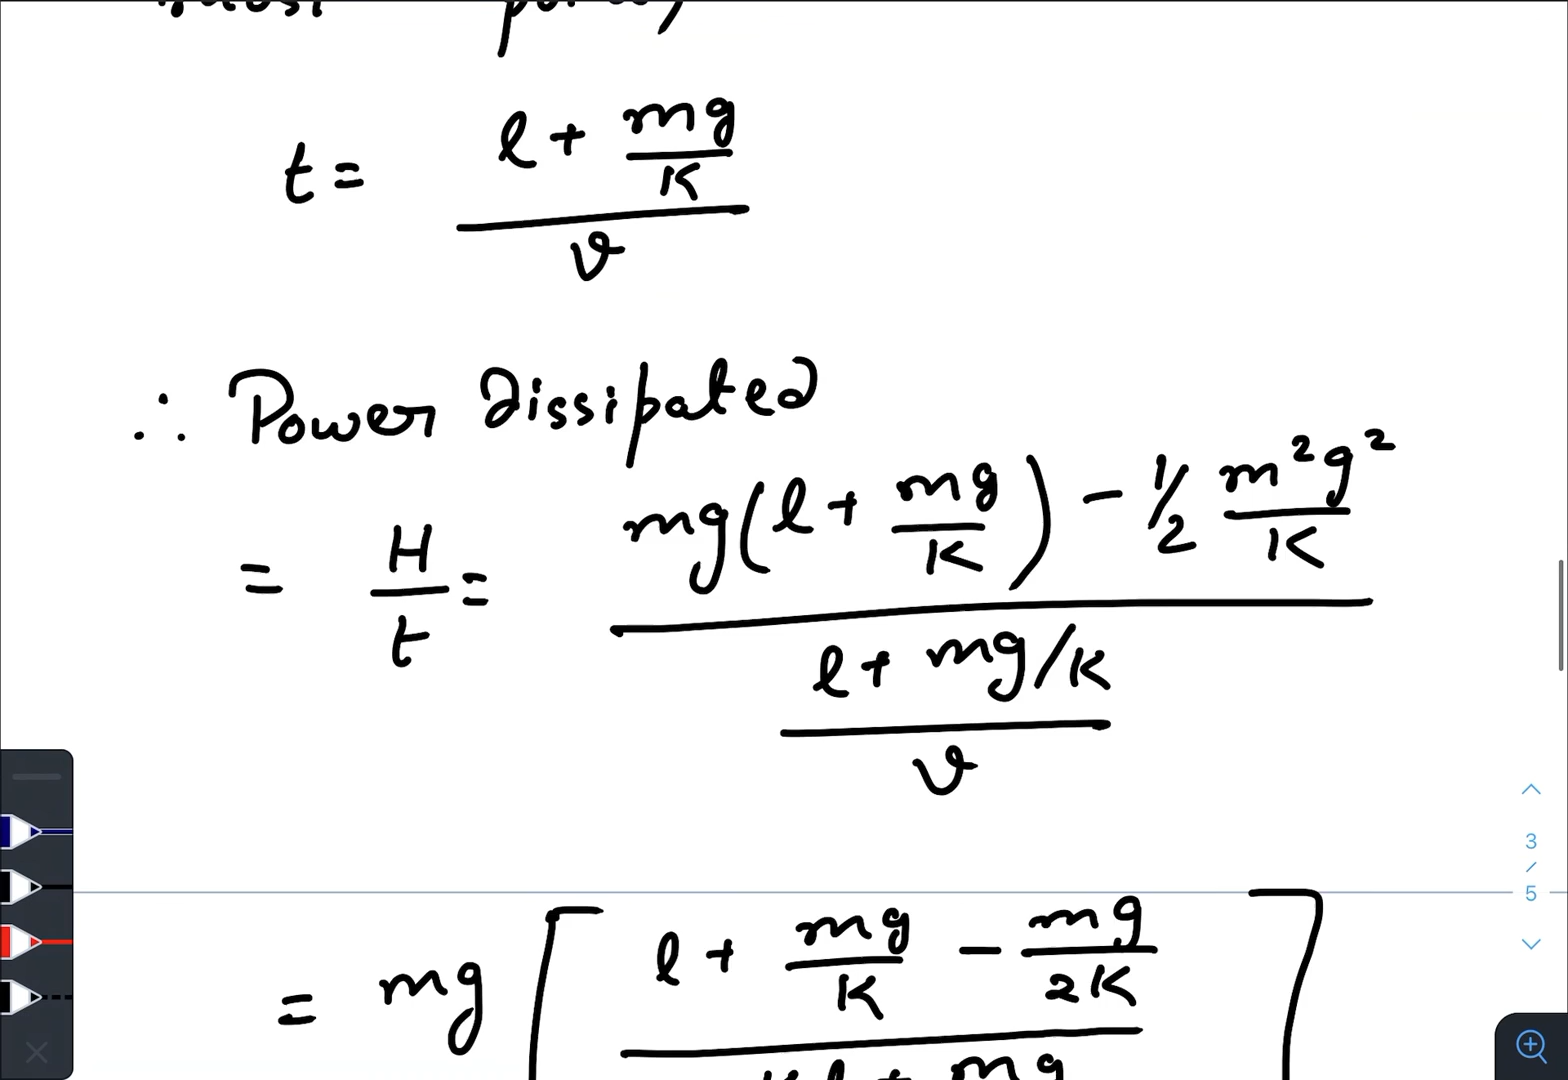 t = (l + mg/K)/v
∴ Power dissipated
= H/t = (mg(l + mg/K) - 1/2 m²g²/K)/((l + mg/K)/v)
3
/
5
= mg [(l + mg/K - mg/2K)/